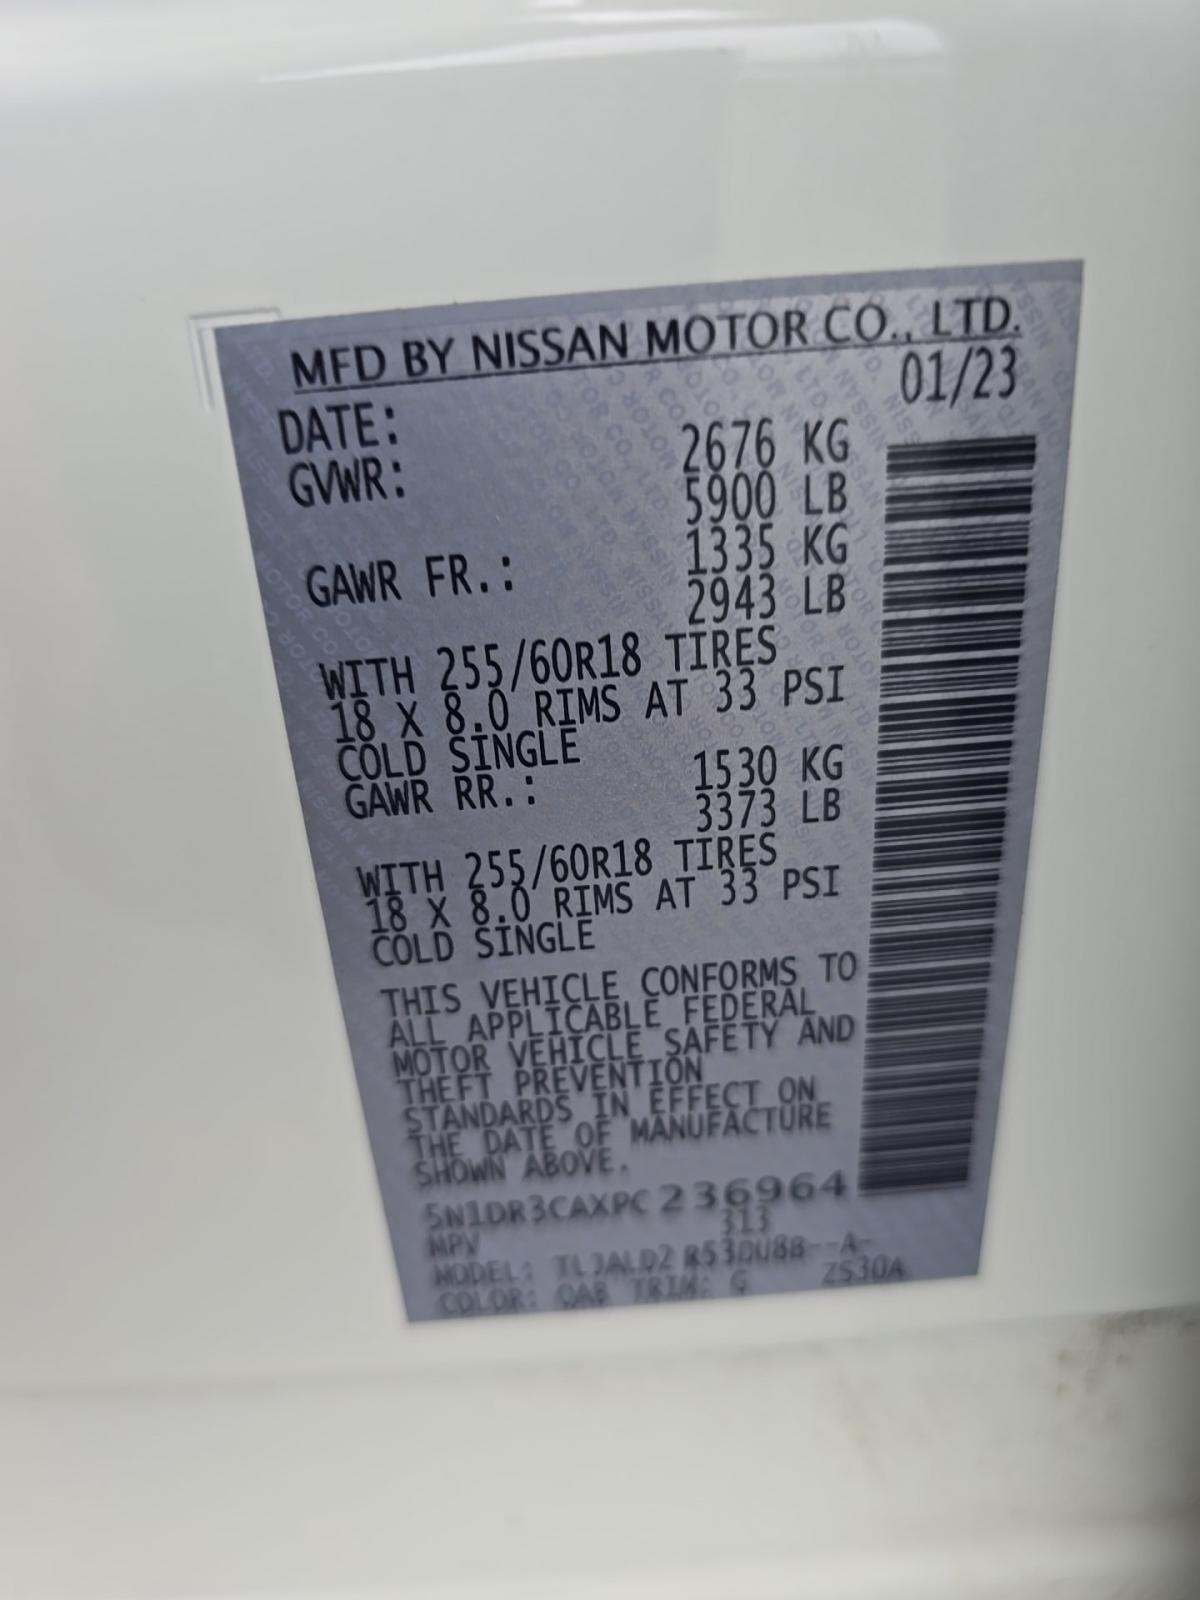 MFD BY NISSAN MOTOR CO., LTD.
DATE: 01/23
GVWR: 2676 KG
5900 LB
GAWR FR.: 1335 KG
2943 LB
WITH 255/60R18 TIRES
18 X 8.0 RIMS AT 33 PSI
COLD SINGLE
GAWR RR.: 1530 KG
3373 LB
WITH 255/60R18 TIRES
18 X 8.0 RIMS AT 33 PSI
COLD SINGLE
THIS VEHICLE CONFORMS TO
ALL APPLICABLE FEDERAL
MOTOR VEHICLE SAFETY AND
THEFT PREVENTION
STANDARDS IN EFFECT ON
THE DATE OF MANUFACTURE
SHOWN ABOVE.
5N1DR3CAXPC236964
MPV 313
MODEL:
COLOR: QAB TRIM: G